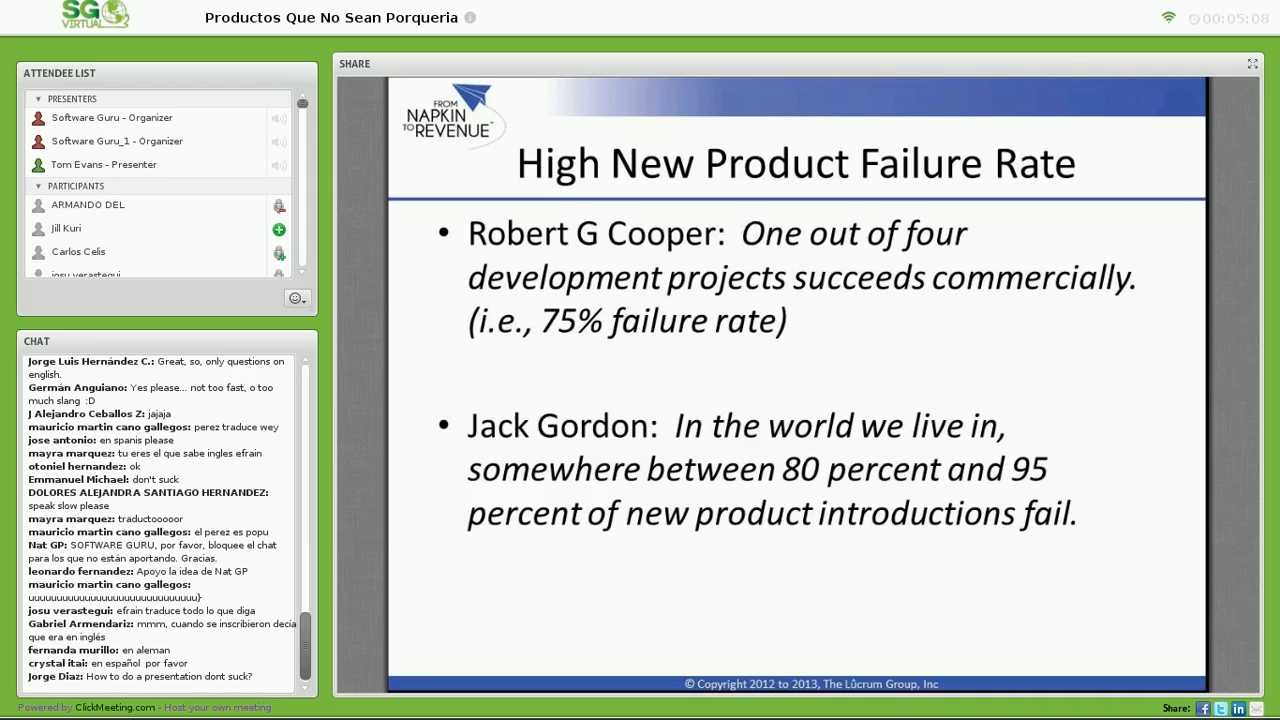 SG
VIRTUAL
Productos Que No Sean Porqueria
00:05:08
ATTENDEE LIST
PRESENTERS
Software Guru - Organizer
Software Guru_1 - Organizer
Tom Evans - Presenter
PARTICIPANTS
ARMANDO DEL
Jill Kuri
Carlos Celis
josu verastegui
CHAT
Jorge Luis Hernández C.: Great, so, only questions on
english.
Germán Anguiano: Yes please... not too fast, o too
much slang :D
J Alejandro Ceballos Z: jajaja
mauricio martin cano gallegos: perez traduce wey
jose antonio: en spanis please
mayra marquez: tu eres el que sabe ingles efrain
otoniel hernandez: ok
Emmanuel Michael: don't suck
DOLORES ALEJANDRA SANTIAGO HERNANDEZ:
speak slow please
mayra marquez: traductooooor
mauricio martin cano gallegos: el perez es popu
Nat GP: SOFTWARE GURU, por favor, bloquee el chat
para los que no están aportando. Gracias.
leonardo fernandez: Apoyo la idea de Nat GP
mauricio martin cano gallegos:
uuuuuuuuuuuuuuuuuuuuuuuuuuuuu}
josu verastegui: efrain traduce todo lo que diga
Gabriel Armendariz: mmm, cuando se inscribieron decía
que era en inglés
fernanda murillo: en aleman
crystal itai: en español por favor
Jorge Diaz: How to do a presentation dont suck?
Powered by ClickMeeting.com - Host your own meeting
SHARE
FROM
NAPKIN
TO REVENUE™
High New Product Failure Rate
• Robert G Cooper: One out of four
development projects succeeds commercially.
(i.e., 75% failure rate)
• Jack Gordon: In the world we live in,
somewhere between 80 percent and 95
percent of new product introductions fail.
© Copyright 2012 to 2013, The Lûcrum Group, Inc
Share: